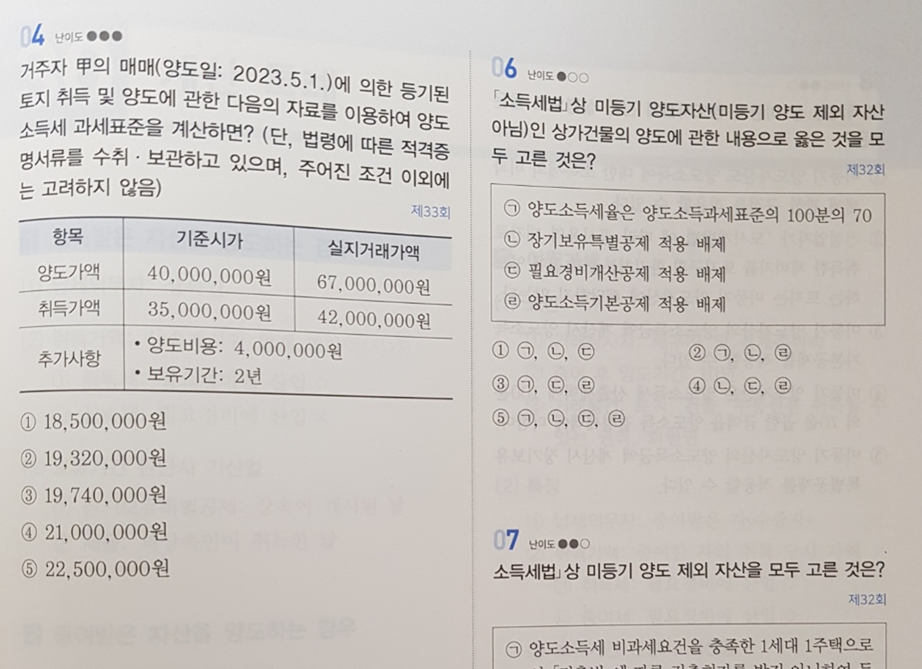 04 난이도 ●●●
거주자 甲의 매매(양도일: 2023.5.1.)에 의한 등기된
토지 취득 및 양도에 관한 다음의 자료를 이용하여 양도
소득세 과세표준을 계산하면? (단, 법령에 따른 적격증
명서류를 수취 · 보관하고 있으며, 주어진 조건 이외에
는 고려하지 않음)
제33회
항목 기준시가 실지거래가액
양도가액 40,000,000원 67,000,000원
취득가액 35,000,000원 42,000,000원
추가사항
• 양도비용: 4,000,000원
• 보유기간: 2년
① 18,500,000원
② 19,320,000원
③ 19,740,000원
④ 21,000,000원
⑤ 22,500,000원
06 난이도 ●○○
「소득세법」상 미등기 양도자산(미등기 양도 제외 자산
아님)인 상가건물의 양도에 관한 내용으로 옳은 것을 모
두 고른 것은?
제32회
㉠ 양도소득세율은 양도소득과세표준의 100분의 70
㉡ 장기보유특별공제 적용 배제
㉢ 필요경비개산공제 적용 배제
㉣ 양도소득기본공제 적용 배제
① ㉠, ㉡, ㉢ ② ㉠, ㉡, ㉣
③ ㉠, ㉢, ㉣ ④ ㉡, ㉢, ㉣
⑤ ㉠, ㉡, ㉢, ㉣
07 난이도 ●●○
소득세법」상 미등기 양도 제외 자산을 모두 고른 것은?
제32회
㉠ 양도소득세 비과세요건을 충족한 1세대 1주택으로